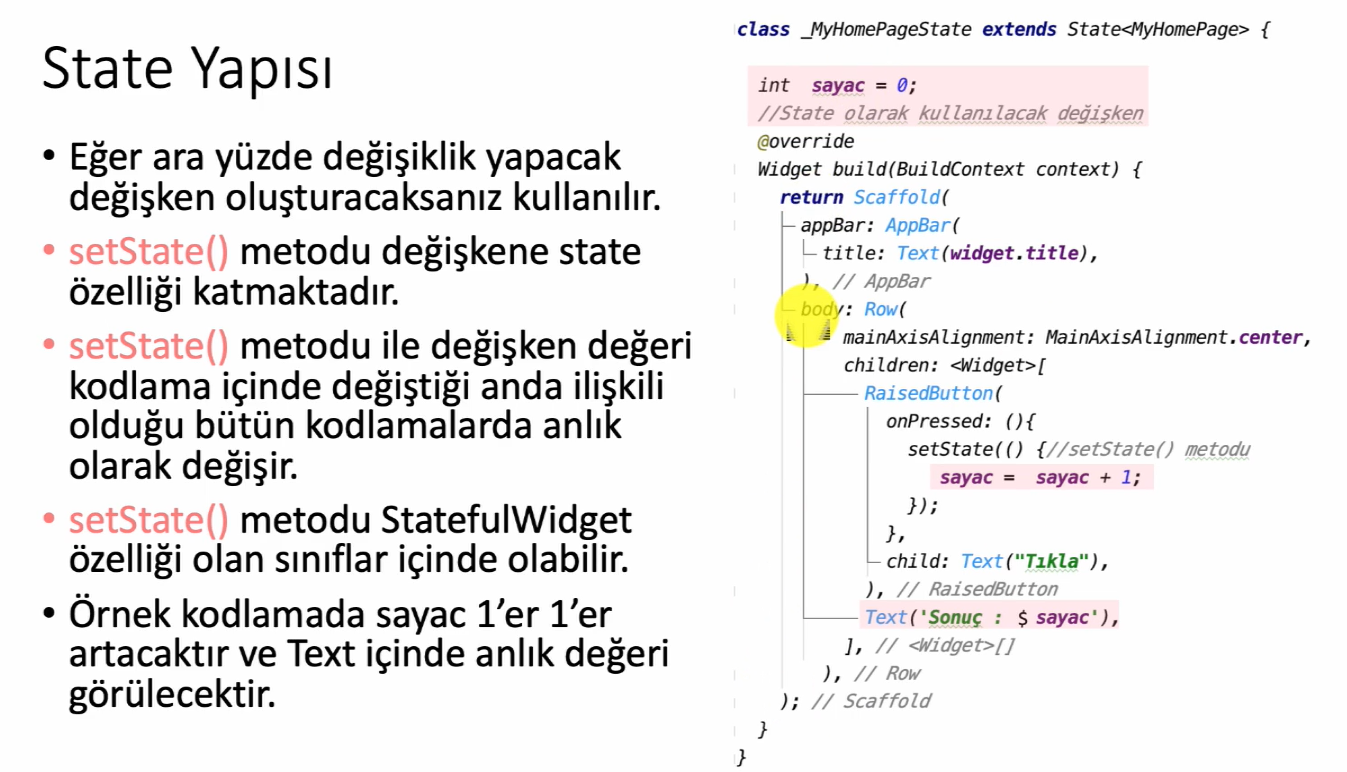 State Yapısı
• Eğer ara yüzde değişiklik yapacak
değişken oluşturacaksanız kullanılır.
• setState() metodu değişkene state
özelliği katmaktadır.
• setState() metodu ile değişken değeri
kodlama içinde değiştiği anda ilişkili
olduğu bütün kodlamalarda anlık
olarak değişir.
• setState() metodu StatefulWidget
özelliği olan sınıflar içinde olabilir.
• Örnek kodlamada sayac 1’er 1’er
artacaktır ve Text içinde anlık değeri
görülecektir.
class _MyHomePageState extends State<MyHomePage> {
int sayac = 0;
//State olarak kullanılacak değişken
@override
Widget build(BuildContext context) {
return Scaffold(
appBar: AppBar(
title: Text(widget.title),
), // AppBar
body: Row(
mainAxisAlignment: MainAxisAlignment.center,
children: <Widget>[
RaisedButton(
onPressed: (){
setState(() {//setState() metodu
sayac = sayac + 1;
});
},
child: Text("Tıkla"),
), // RaisedButton
Text('Sonuç : $ sayac'),
], // <Widget>[]
), // Row
); // Scaffold
}
}